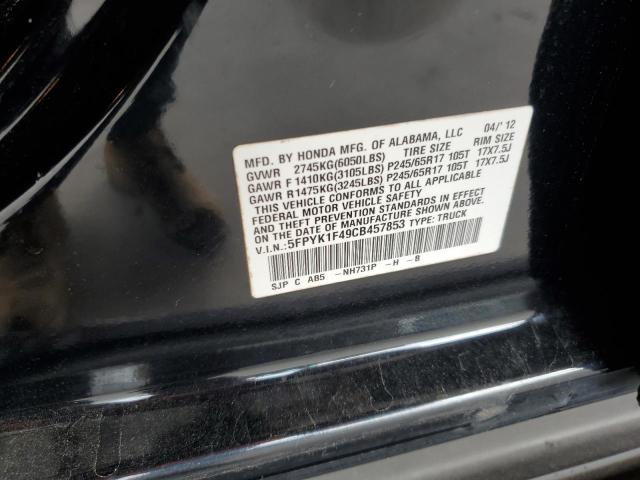 MFD. BY HONDA MFG. OF ALABAMA, LLC 04/'12
GVWR 2745KG(6050LBS) TIRE SIZE RIM SIZE
GAWR F 1410KG(3105LBS) P245/65R17 105T 17X7.5J
GAWR R1475KG(3245LBS) P245/65R17 105T 17X7.5J
THIS VEHICLE CONFORMS TO ALL APPLICABLE
FEDERAL MOTOR VEHICLE SAFETY
AND THEFT PREVENTION STANDARDS IN EFFECT
ON THE DATE OF MANUFACTURE SHOWN ABOVE.
V.I.N.: 5FPYK1F49CB457853 TYPE: TRUCK
SJP C AB5 -NH731P -H -B